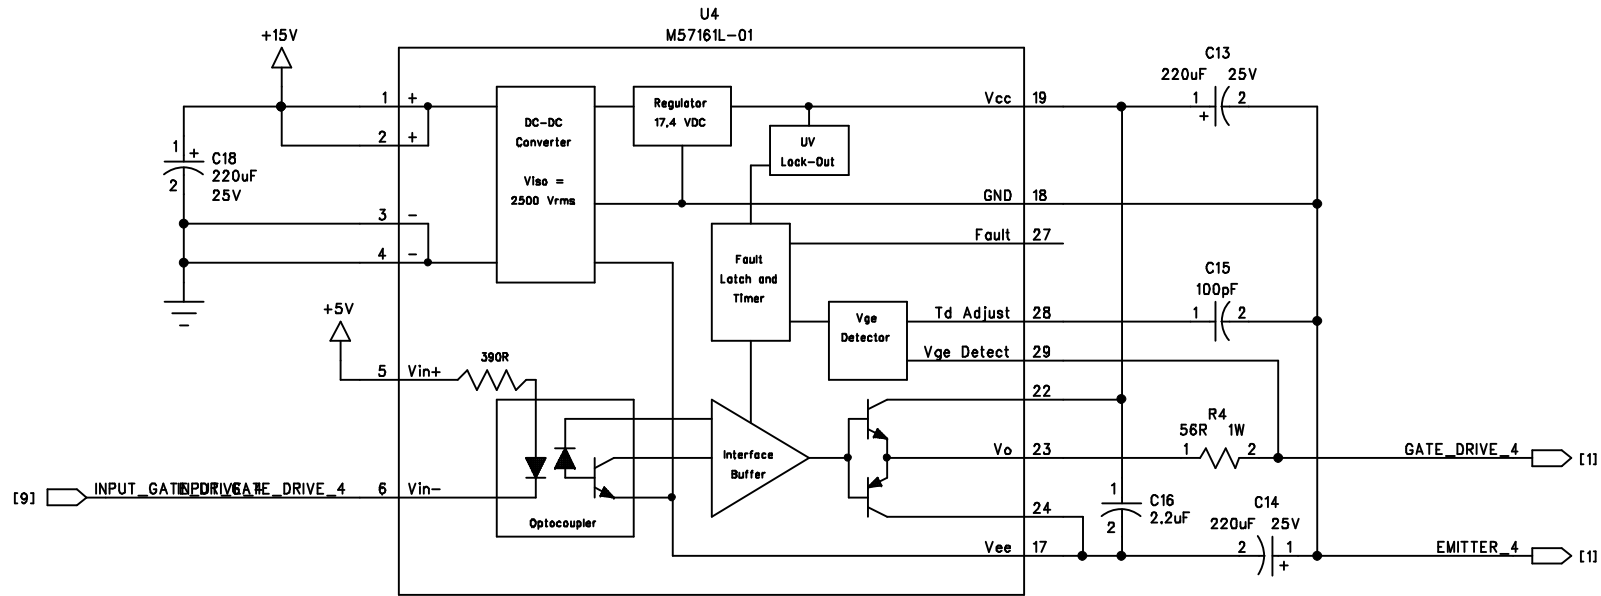 U4
M57161L-01
+15V
1 +
2 +
1 +
C18
220uF
2
25V
3 -
4 -
DC-DC
Converter
Viso =
2500 Vrms
Regulator
17.4 VDC
UV
Lock-Out
Vcc 19
GND 18
Fault 27
Fault
Latch and
Timer
Vge
Detector
Td Adjust 28
Vge Detect 29
22
Vo 23
24
Vee 17
C13
220uF 25V
1 2
+
C15
100pF
1 2
+5V
5 Vin+
390R
[9] INPUT_GATE_DRIVE_4 6 Vin-
Optocoupler
Interface
Buffer
R4
56R 1W
1 2
GATE_DRIVE_4 [1]
1
C16
2.2uF
2
C14
220uF 25V
2 1
+
EMITTER_4 [1]